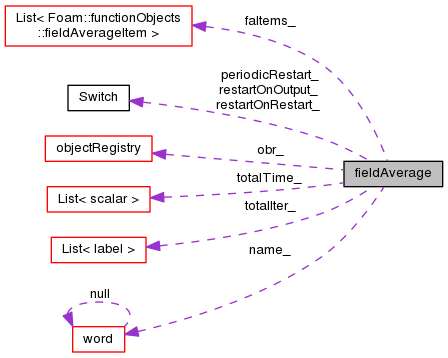 List< Foam::functionObjects
::fieldAverageItem >
faItems_
Switch
periodicRestart_
restartOnOutput_
restartOnRestart_
objectRegistry
obr_
fieldAverage
List< scalar >
totalTime_
List< label >
totalIter_
name_
null
word